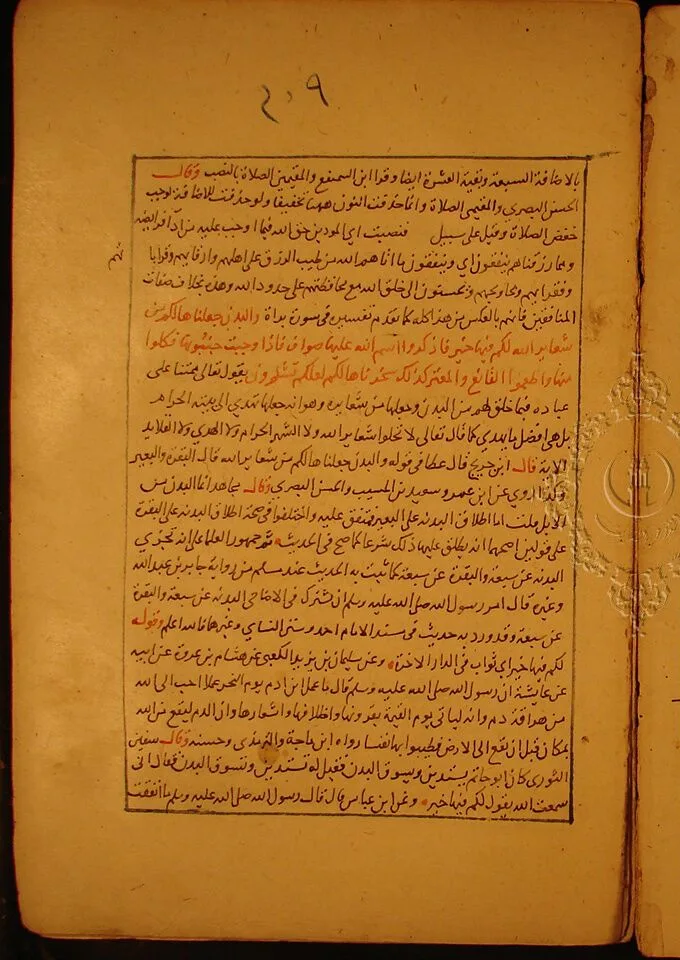 ٢٠٩
بالاضافة السبعة وبقية العشرة ايضا وقرا ابن السميفع والمقيمين الصلاة بالنصب وقال
الحسن البصري والمقيمي الصلاة وانما حذفت النون ههنا تخفيفا ولو حذفت للاضافة لوجب
خفض الصلاة وقيل على سبيل فنصبت اي المودين حق الله فيما اوجب عليهم من ادا فرايضه
ومما رزقناهم ينفقون اي وينفقون مما اتاهم الله من طيب الرزق على اهلهم وارقابهم وقراباتهم
وفقرايهم ومحاويجهم ويحسنون الى خلق الله مع محافظتهم على حدود الله وهذه بخلاف صفات
المنافقين فانهم بالعكس من هذا كله كما تقدم تفسيره في سورة براة والبدن جعلناها لكم من
شعاير الله لكم فيها خير فاذكروا اسم الله عليها صواف فاذا وجبت جنوبها فكلوا
منها واطعموا القانع والمعتر كذلك سخرناها لكم لعلكم تشكرون يقول تعالى ممتنا على
عباده فيما خلق لهم من البدن وجعلها من شعايره وهو انه جعلها تهدي الى بيته الحرام
بل هي افضل ما يهدي كما قال تعالى لا تحلوا شعاير الله ولا الشهر الحرام ولا الهدي ولا القلايد
الاية قال ابن جريج قال عطا في قوله والبدن جعلناها لكم من شعاير الله قال البقرة والبعير
وكذا روي عن ابن عمر وسعيد بن المسيب والحسن البصري وقال مجاهد انما البدن من
الابل قلت اما اطلاق البدنة على البعير فمتفق عليه واختلفوا في صحة اطلاق البدنة على البقرة
على قولين اصحهما انه يطلق عليها ذلك شرعا كما صح في الحديث ثم جمهور العلما على انه تجزي
البدنة عن سبعة والبقرة عن سبعة كما ثبت به الحديث عند مسلم من رواية جابر بن عبد الله
وغيره قال امر رسول الله صلى الله عليه وسلم ان نشترك في الاضاحي البدنة عن سبعة والبقرة
عن سبعة وقد ورد به حديث في مسند الامام احمد وسنن النساي وغيرها فالله اعلم وقوله
لكم فيها خير اي ثواب في الدار الاخرة وعن سليمان بن يزيد الكعبي عن هشام بن عروة عن ابيه
عن عايشة ان رسول الله صلى الله عليه وسلم قال ما عمل ابن ادم يوم النحر عملا احب الى الله
من هراقة دم وانه لياتي يوم القيمة بقرونها واظلافها واشعارها وان الدم ليقع من الله
بمكان قبل ان يقع الى الارض فطيبوا بها نفسا رواه ابن ماجة والترمذي وحسنه وقال سفين
الثوري كان ابو حاتم يستدين ويسوق البدن فقيل له تستدين وتسوق البدن فقال اني
سمعت الله يقول لكم فيها خير وعن ابن عباس قال قال رسول الله صلى الله عليه وسلم ما انفقت